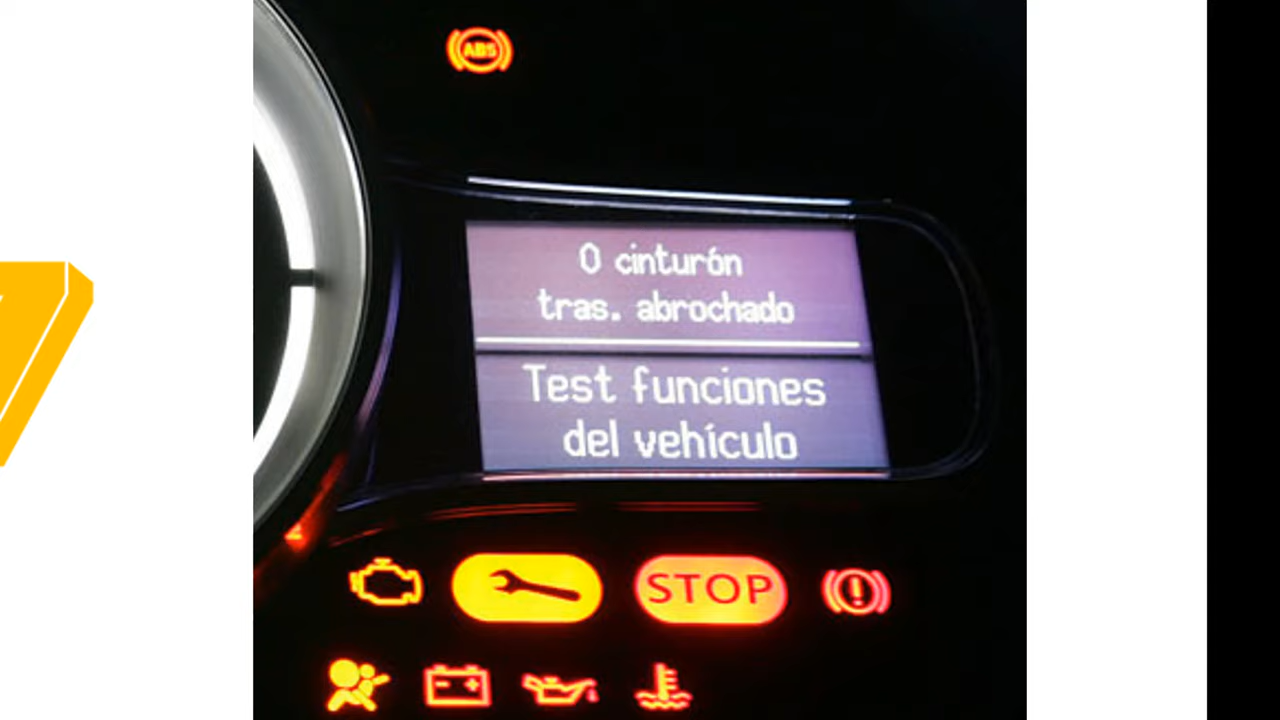 ABS
0 cinturón
tras. abrochado
Test funciones
del vehículo
STOP